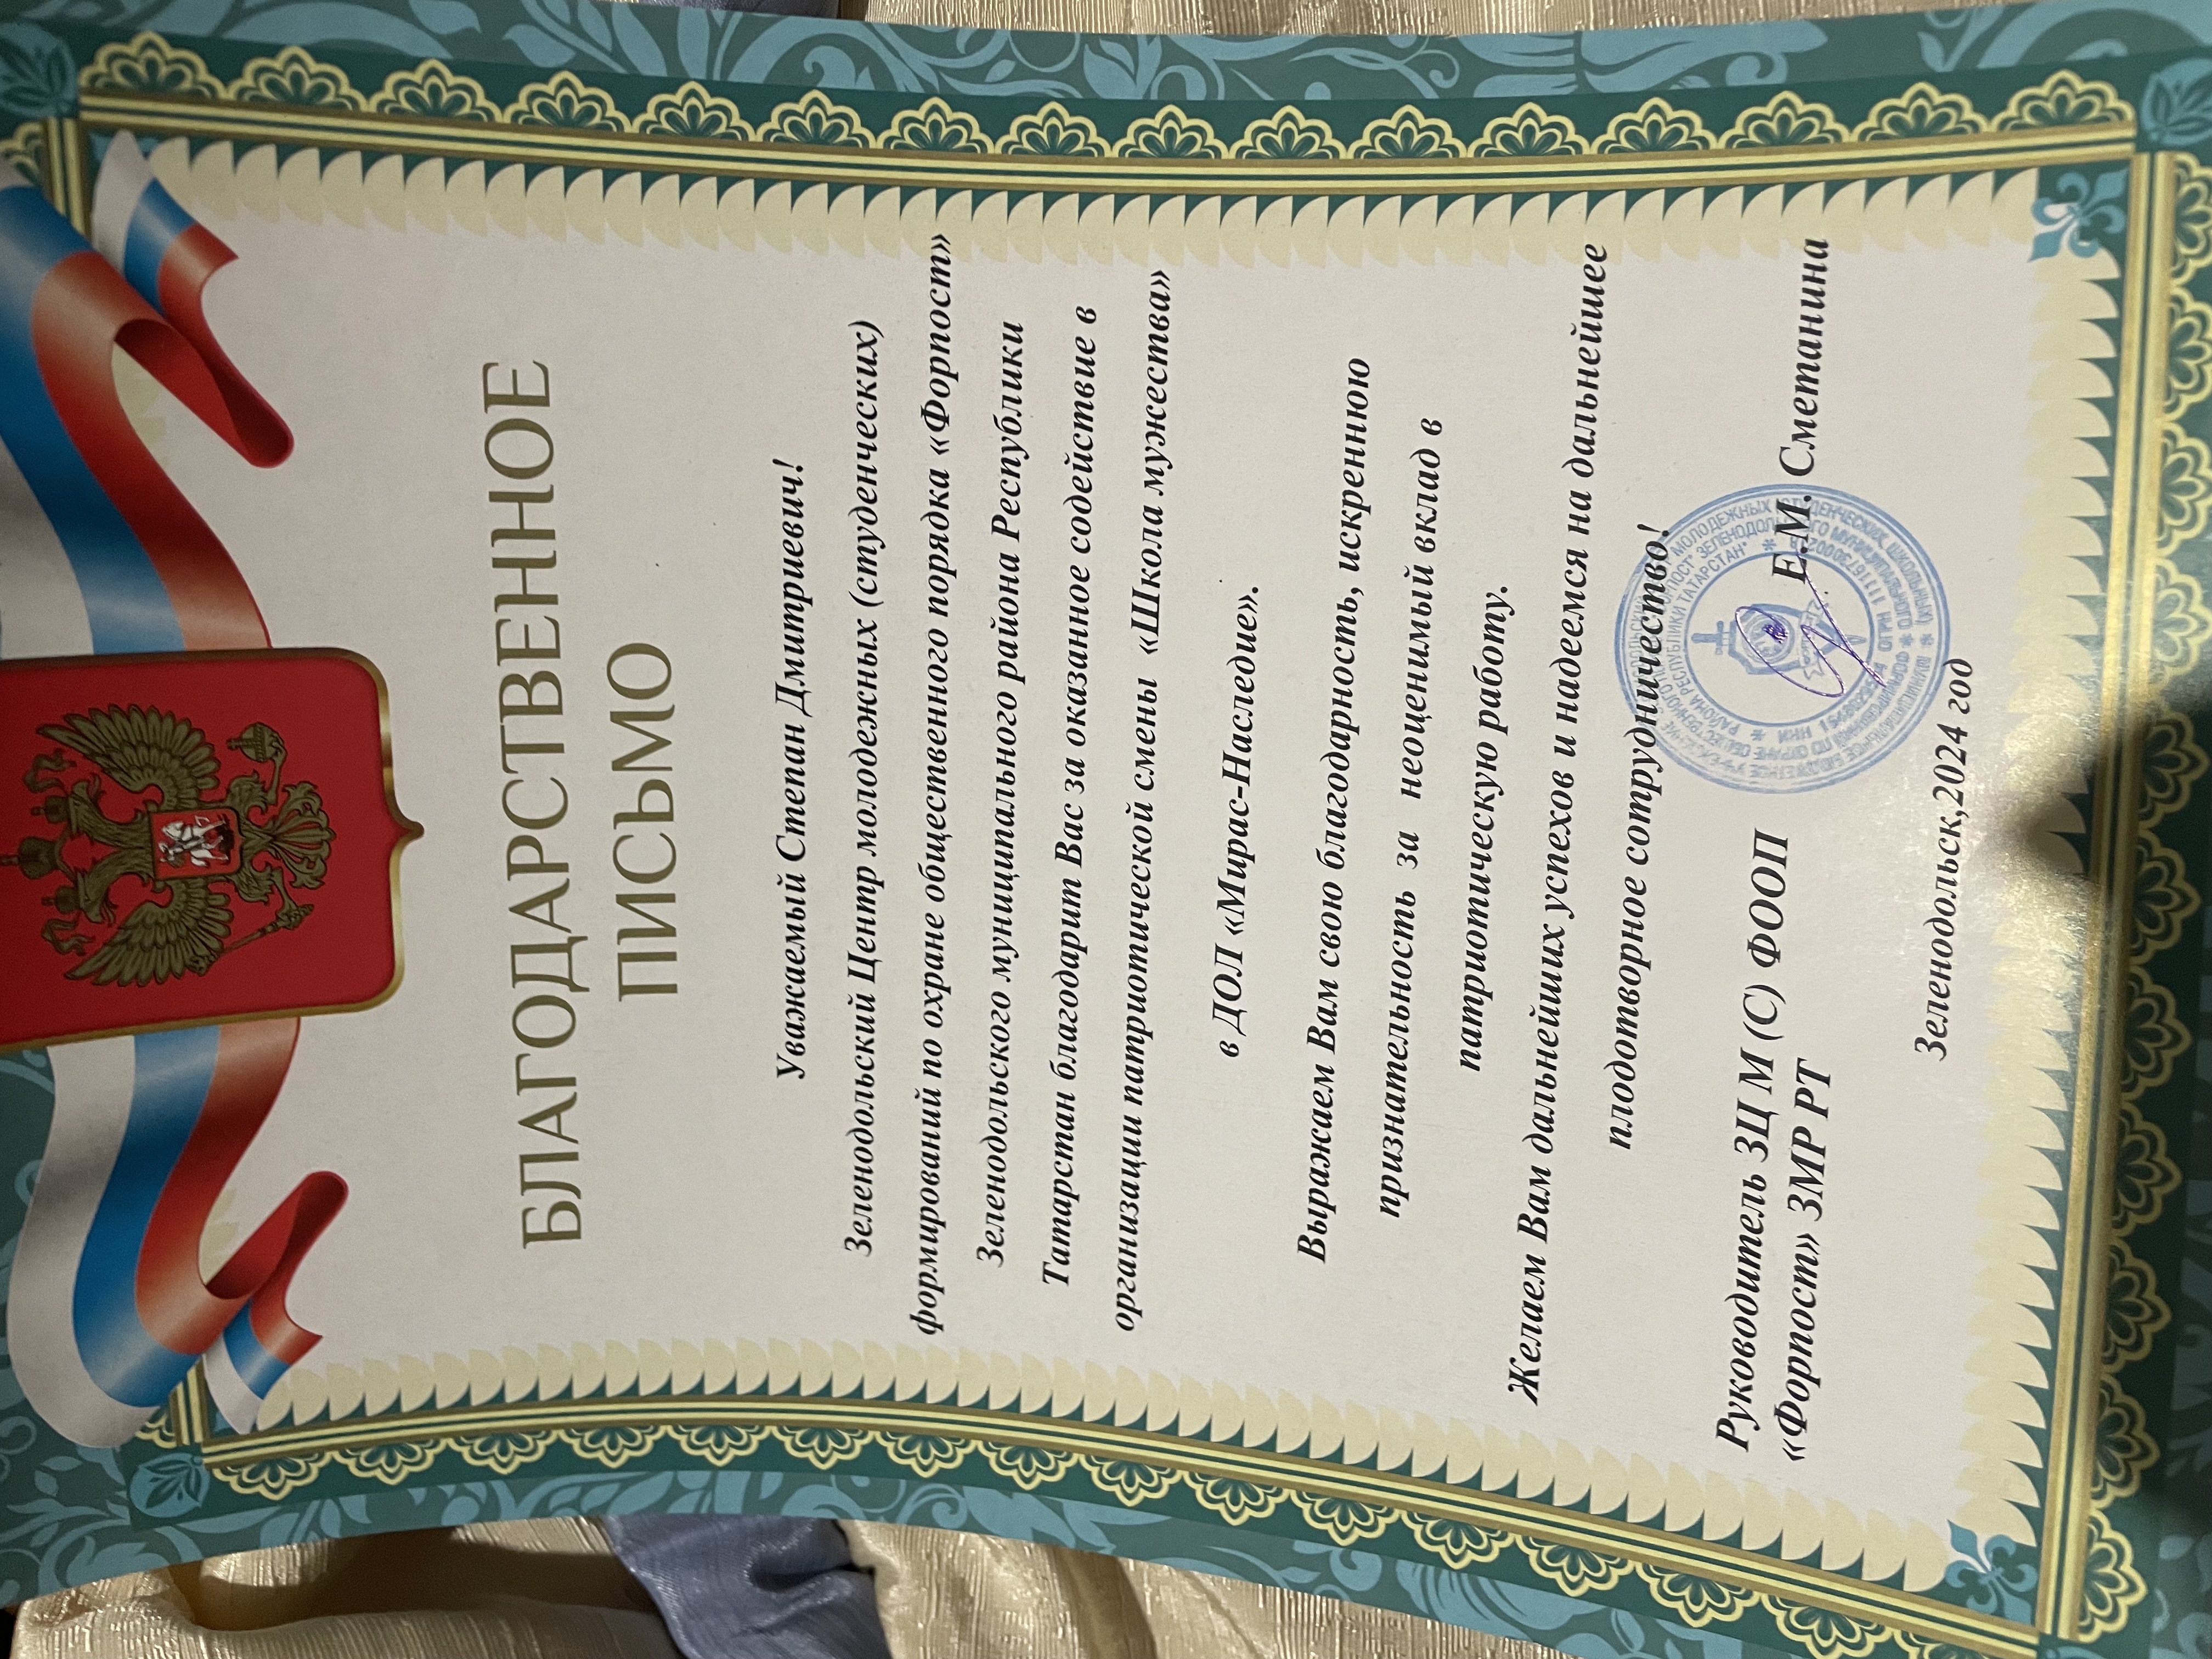 БЛАГОДАРСТВЕННОЕ
ПИСЬМО
Уважаемый Степан Дмитриевич!
Зеленодольский Центр молодежных (студенческих)
формирований по охране общественного порядка «Форпост»
Зеленодольского муниципального района Республики
Татарстан благодарит Вас за оказанное содействие в
организации патриотической смены «Школа мужества»
в ДОЛ «Мирас-Наследие».
Выражаем Вам свою благодарность, искреннюю
признательность за неоценимый вклад в
патриотическую работу.
Желаем Вам дальнейших успехов и надеемся на дальнейшее
плодотворное сотрудничество!
Руководитель ЗЦ М (С) ФООП
«Форпост» ЗМР РТ Е.М. Сметанина
Зеленодольск,2024 год